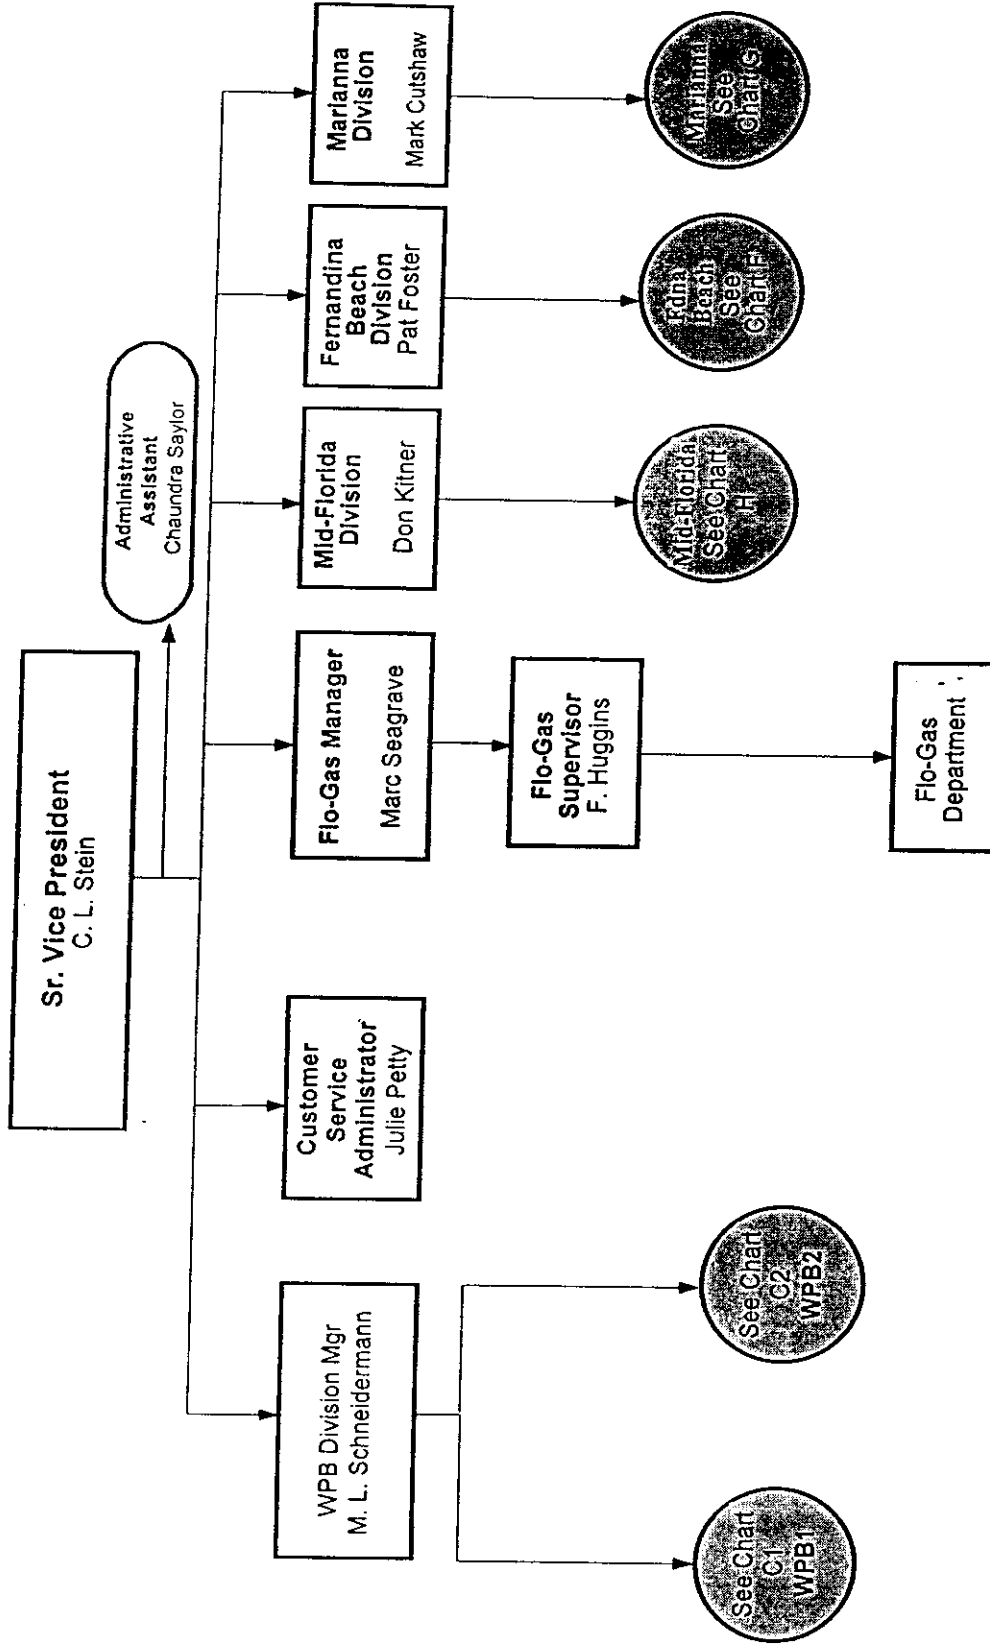 Sr. Vice President
C. L. Stein
Administrative
Assistant
Chaundra Saylor
WPB Division Mgr
M. L. Schneidermann
Customer
Service
Administrator
Julie Petty
Flo-Gas Manager
Marc Seagrave
Mid-Florida
Division
Don Kitner
Fernandina
Beach
Division
Pat Foster
Marianna
Division
Mark Cutshaw
Flo-Gas
Supervisor
F. Huggins
See Chart
C1
WPB1
See Chart
C2
WPB2
Mid-Florida
See Chart
H
Fdna
Beach
See
Chart F
Marianna
See
Chart G
Flo-Gas
Department